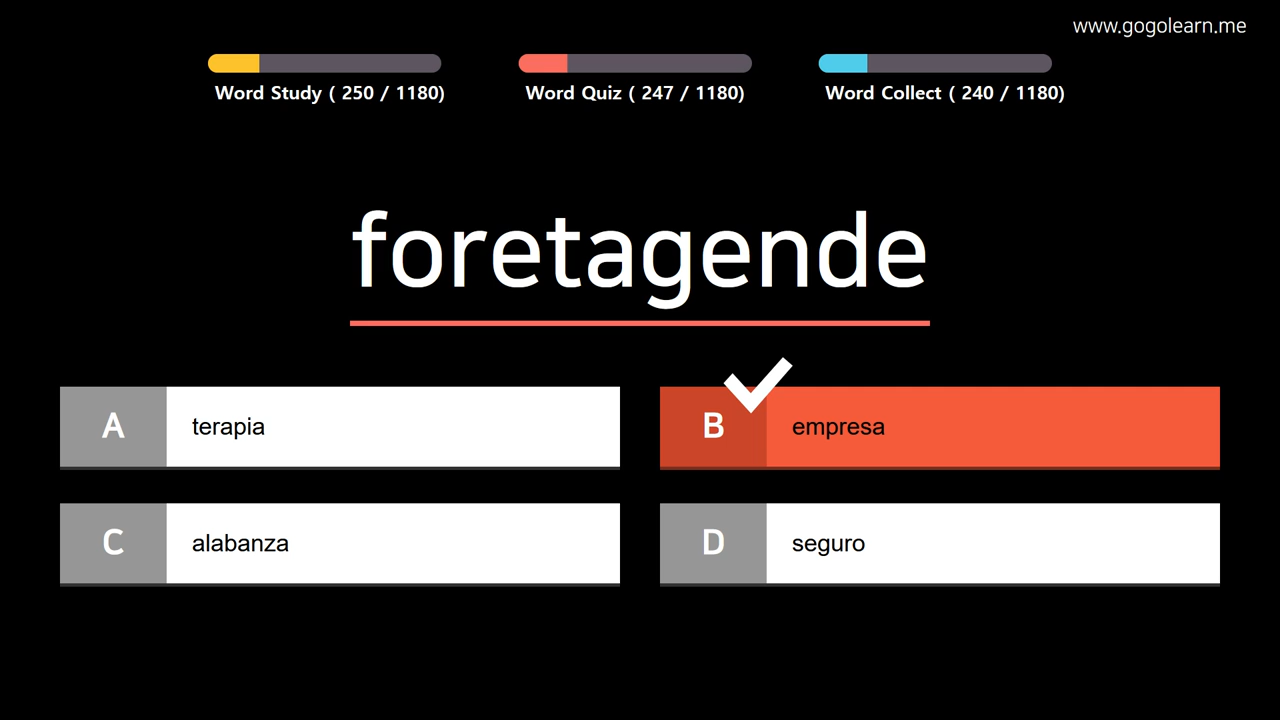 www.gogolearn.me
Word Study ( 250 / 1180)
Word Quiz ( 247 / 1180)
Word Collect ( 240 / 1180)
foretagende
A terapia
B empresa
C alabanza
D seguro